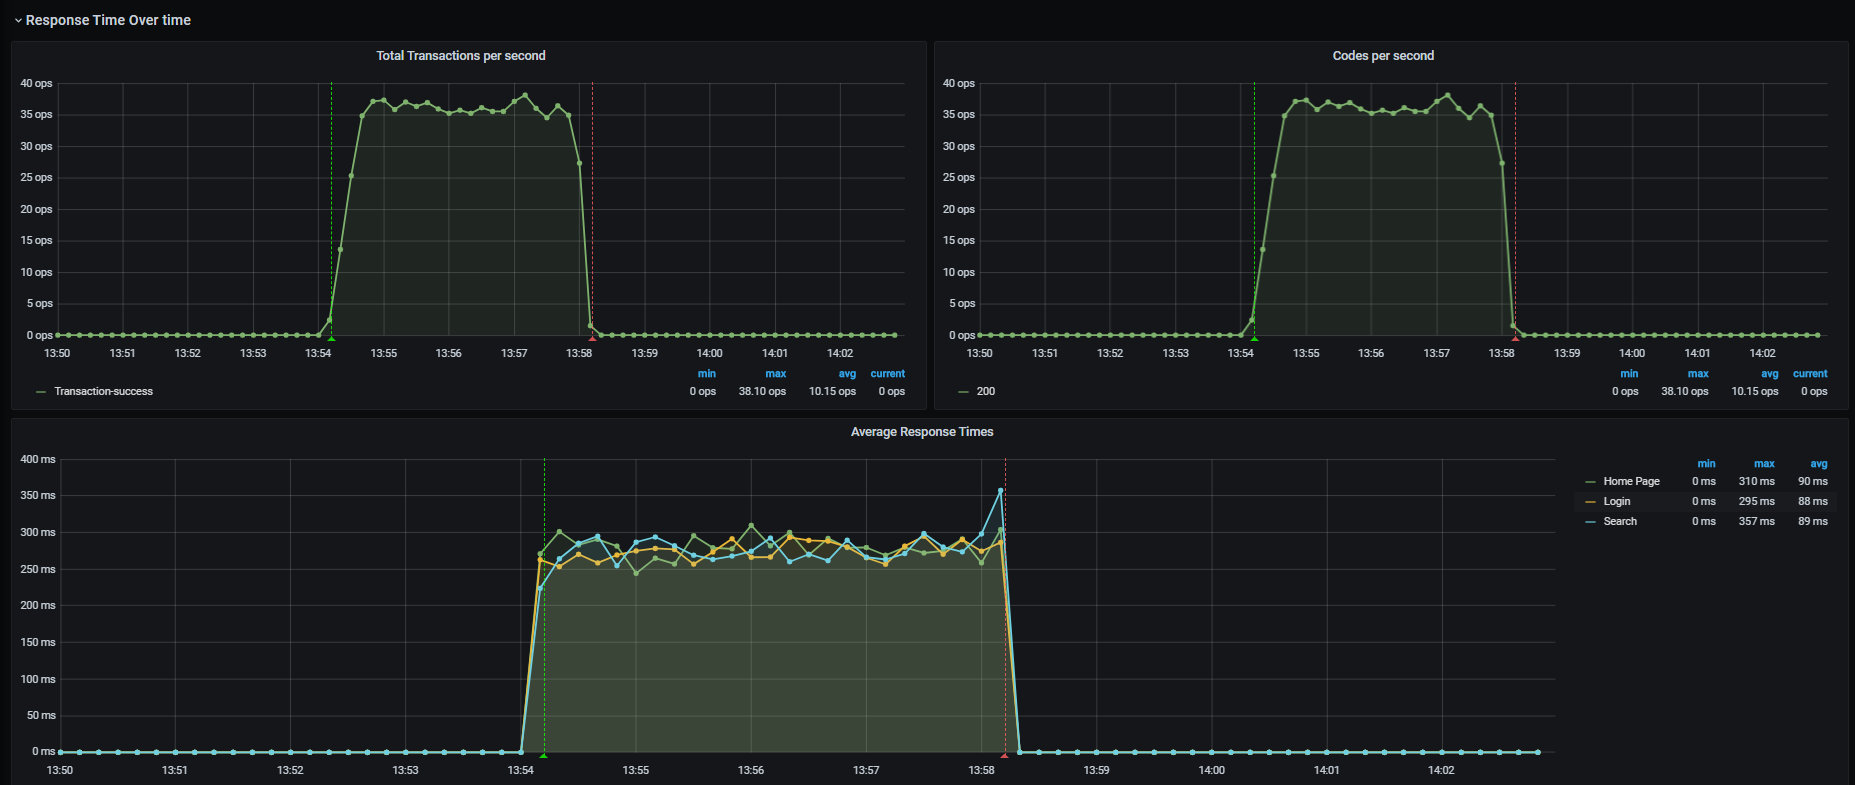 Response Time Over time
Total Transactions per second
40 ops
35 ops
30 ops
25 ops
20 ops
15 ops
10 ops
5 ops
0 ops
13:50 13:51 13:52 13:53 13:54 13:55 13:56 13:57 13:58 13:59 14:00 14:01 14:02
min max avg current
Transaction-success 0 ops 38.10 ops 10.15 ops 0 ops
Codes per second
40 ops
35 ops
30 ops
25 ops
20 ops
15 ops
10 ops
5 ops
0 ops
13:50 13:51 13:52 13:53 13:54 13:55 13:56 13:57 13:58 13:59 14:00 14:01 14:02
min max avg current
200 0 ops 38.10 ops 10.15 ops 0 ops
Average Response Times
400 ms
350 ms
300 ms
250 ms
200 ms
150 ms
100 ms
50 ms
0 ms
13:50 13:51 13:52 13:53 13:54 13:55 13:56 13:57 13:58 13:59 14:00 14:01 14:02
min max avg
Home Page 0 ms 310 ms 90 ms
Login 0 ms 295 ms 88 ms
Search 0 ms 357 ms 89 ms